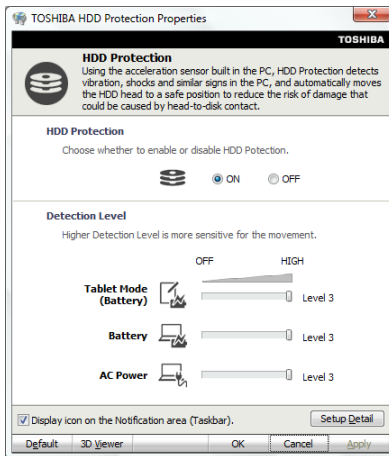 TOSHIBA HDD Protection Properties
TOSHIBA
HDD Protection
Using the acceleration sensor built in the PC, HDD Protection detects
vibration, shocks and similar signs in the PC, and automatically moves
the HDD head to a safe position to reduce the risk of damage that
could be caused by head-to-disk contact.
HDD Protection
Choose whether to enable or disable HDD Potection.
ON OFF
Detection Level
Higher Detection Level is more sensitive for the movement.
OFF HIGH
Tablet Mode
(Battery) Level 3
Battery Level 3
AC Power Level 3
Display icon on the Notification area (Taskbar). Setup Detail
Default 3D Viewer OK Cancel Apply